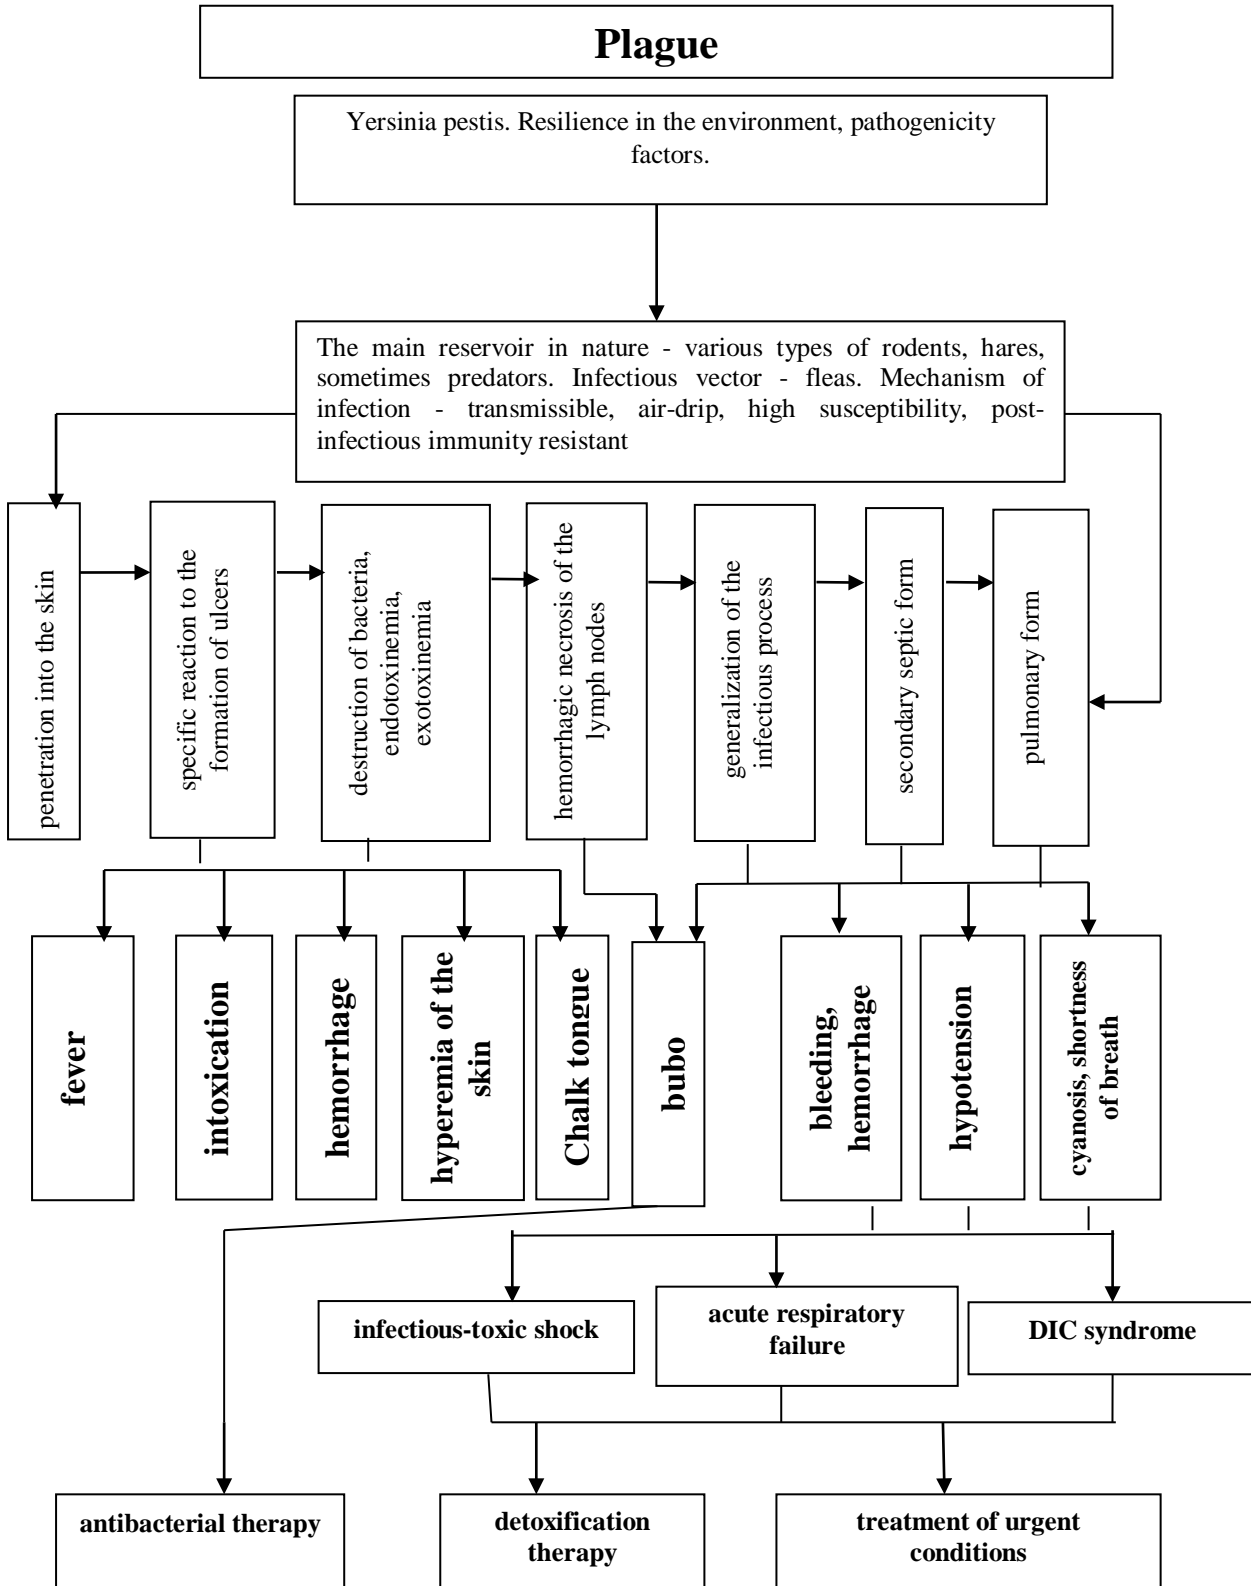 Plague
Yersinia pestis. Resilience in the environment, pathogenicity
factors.
The main reservoir in nature - various types of rodents, hares,
sometimes predators. Infectious vector - fleas. Mechanism of
infection - transmissible, air-drip, high susceptibility, post-
infectious immunity resistant
penetration into the skin
specific reaction to the
formation of ulcers
destruction of bacteria,
endotoxinemia,
exotoxinemia
hemorrhagic necrosis of the
lymph nodes
generalization of the
infectious process
secondary septic form
pulmonary form
fever
intoxication
hemorrhage
hyperemia of the
skin
Chalk tongue
bubo
bleeding,
hemorrhage
hypotension
cyanosis, shortness
of breath
infectious-toxic shock
acute respiratory
failure
DIC syndrome
antibacterial therapy
detoxification
therapy
treatment of urgent
conditions